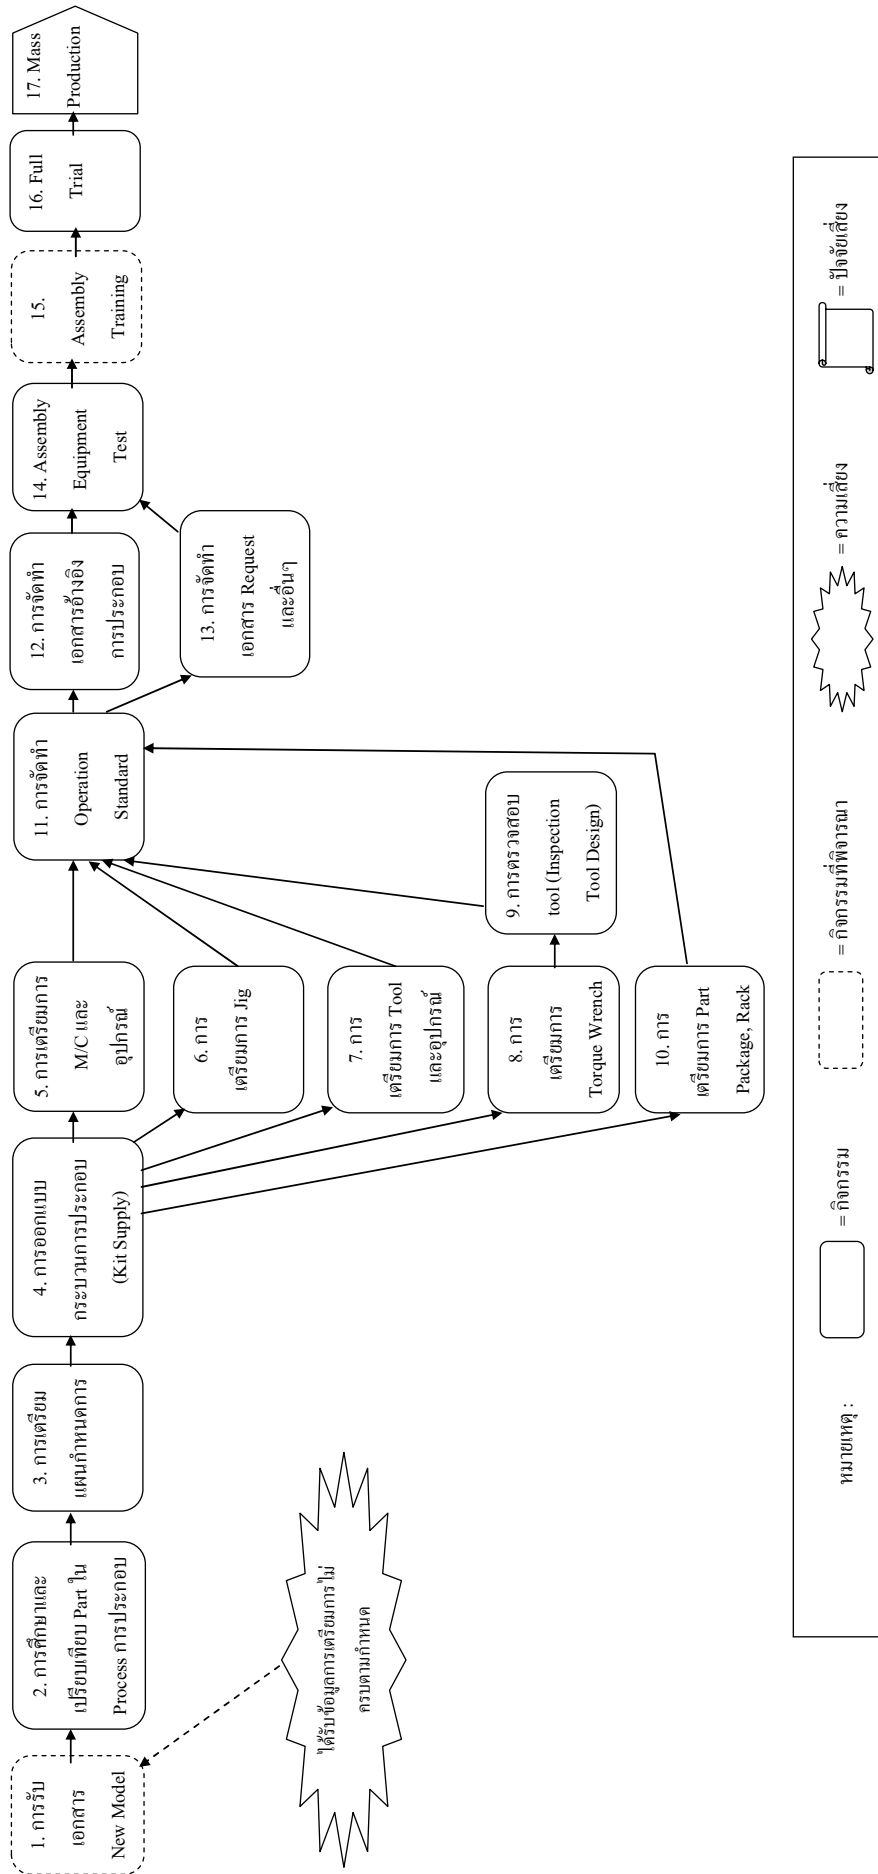 1. การรับ
เอกสาร
New Model
2. การศึกษาและ
เปรียบเทียบ Part ใน
Process การประกอบ
3. การเตรียม
แผนกำหนดการ
4. การออกแบบ
กระบวนการประกอบ
(Kit Supply)
5. การเตรียมการ
M/C และ
อุปกรณ์
6. การ
เตรียมการ Jig
7. การ
เตรียมการ Tool
และอุปกรณ์
8. การ
เตรียมการ
Torque Wrench
9. การตรวจสอบ
tool (Inspection
Tool Design)
10. การ
เตรียมการ Part
Package, Rack
11. การจัดทำ
Operation
Standard
12. การจัดทำ
เอกสารอ้างอิง
การประกอบ
13. การจัดทำ
เอกสาร Request
และอื่นๆ
14. Assembly
Equipment
Test
15.
Assembly
Training
16. Full
Trial
17. Mass
Production
ได้รับข้อมูลการเตรียมการไม่
ครบตามกำหนด
หมายเหตุ :
= กิจกรรม
= กิจกรรมที่พิจารณา
= ความเสี่ยง
= ปัจจัยเสี่ยง